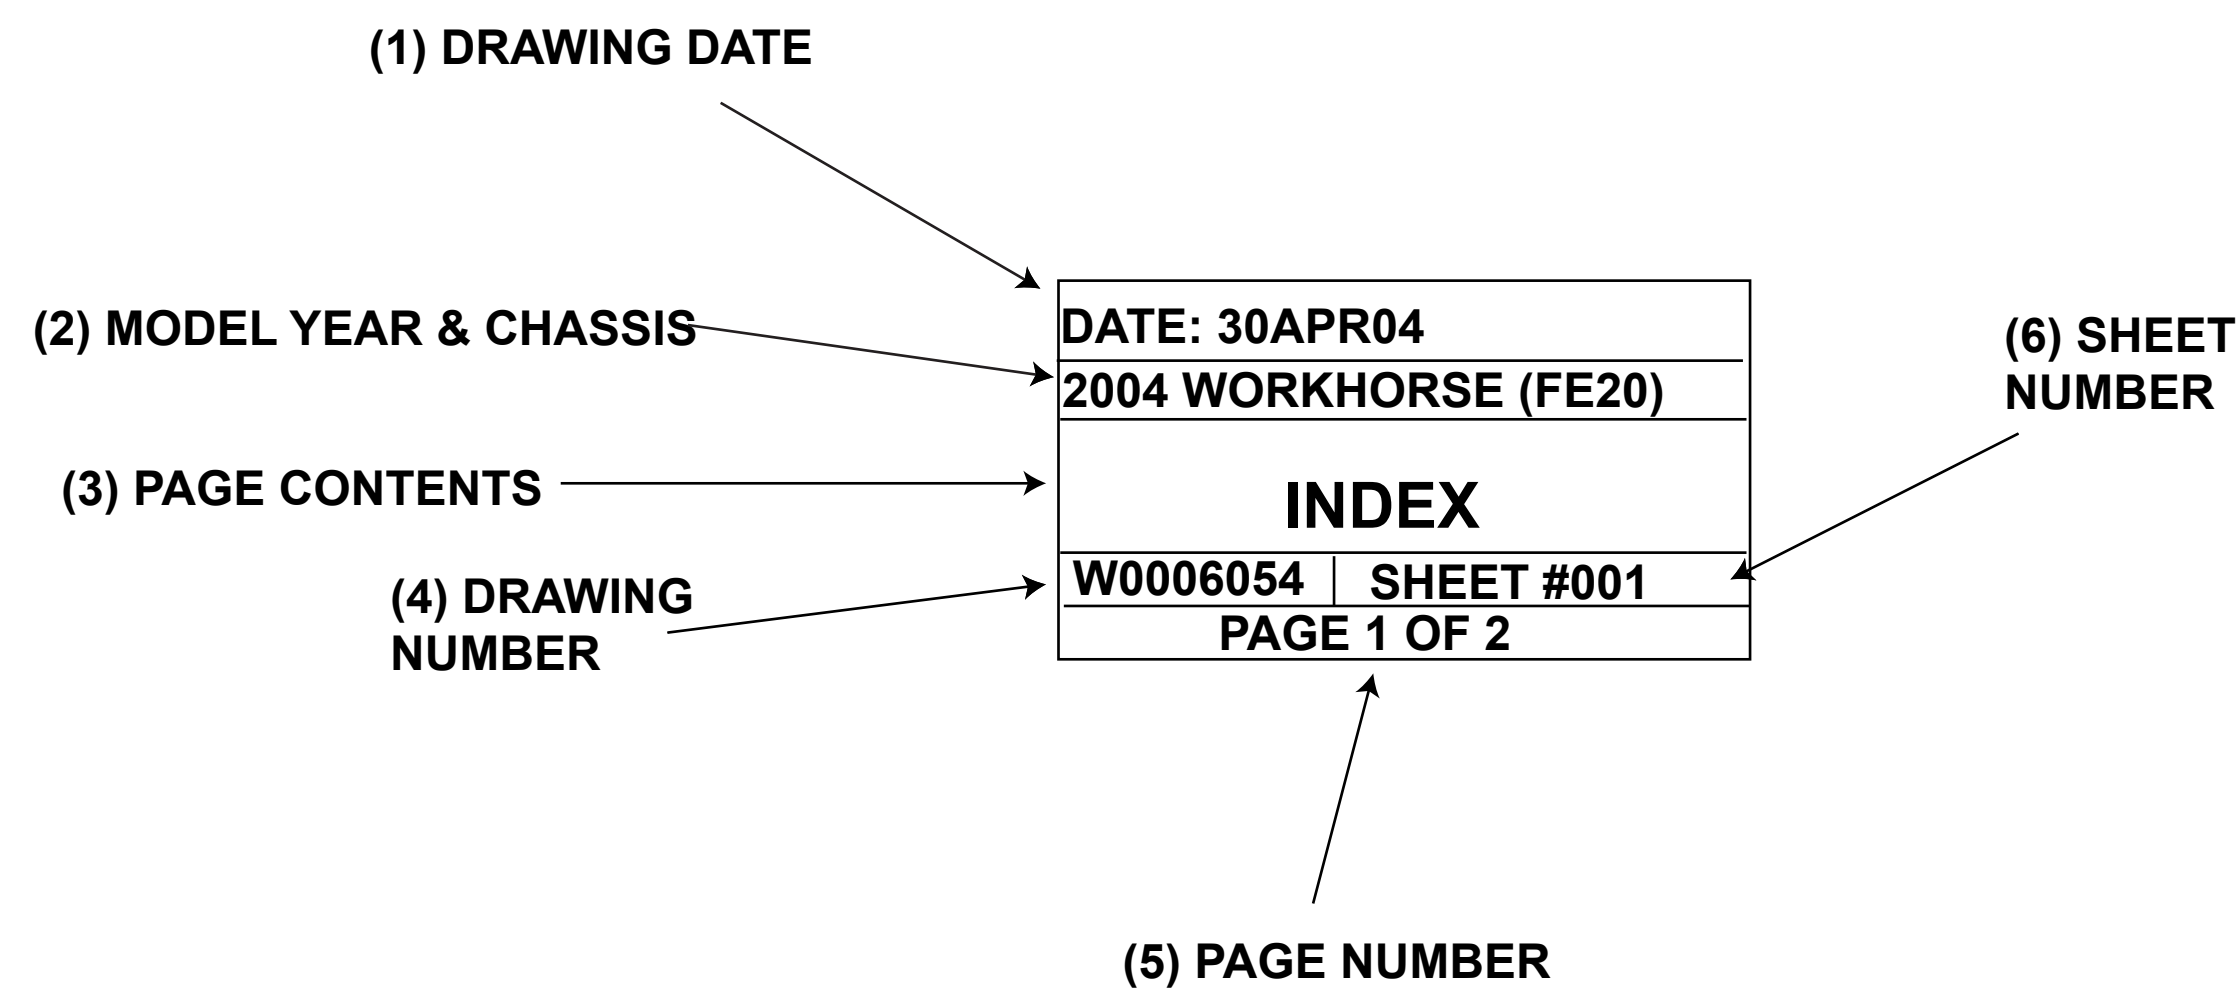 (1) DRAWING DATE
(2) MODEL YEAR & CHASSIS
(3) PAGE CONTENTS
(4) DRAWING
NUMBER
DATE: 30APR04
2004 WORKHORSE (FE20)
INDEX
W0006054 SHEET #001
PAGE 1 OF 2
(6) SHEET
NUMBER
(5) PAGE NUMBER